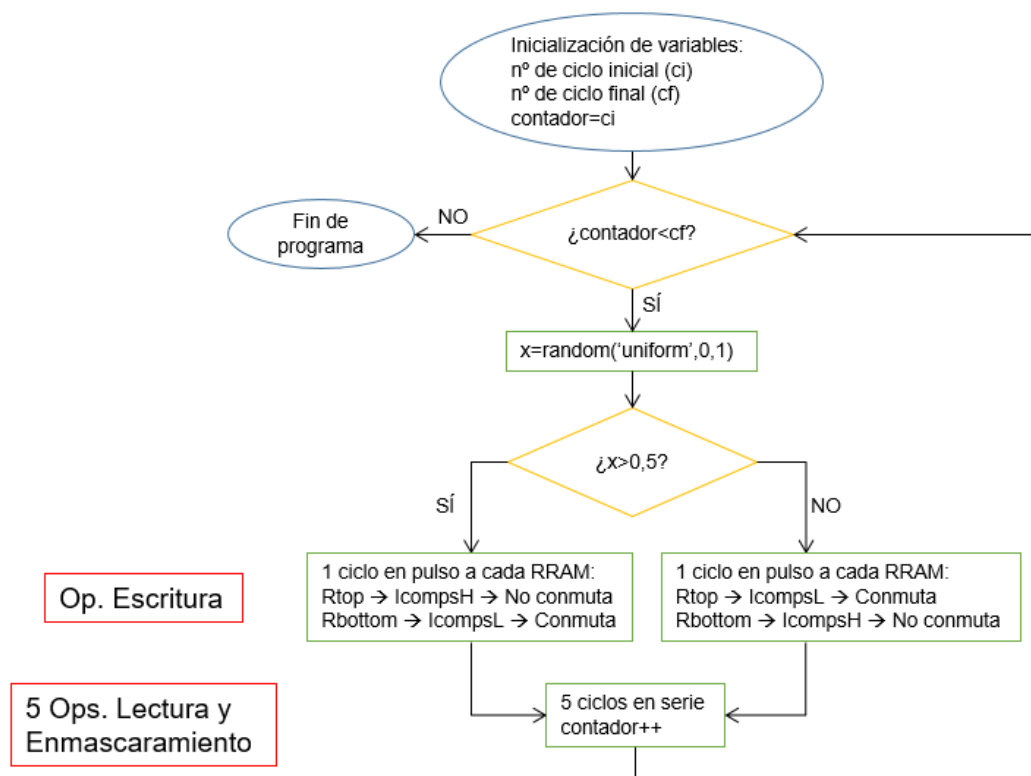 Inicialización de variables:
nº de ciclo inicial (ci)
nº de ciclo final (cf)
contador=ci
Fin de
programa
NO
¿contador<cf?
SÍ
x=random(‘uniform’,0,1)
¿x>0,5?
SÍ
NO
Op. Escritura
1 ciclo en pulso a cada RRAM:
Rtop → IcompsH → No conmuta
Rbottom → IcompsL → Conmuta
1 ciclo en pulso a cada RRAM:
Rtop → IcompsL → Conmuta
Rbottom → IcompsH → No conmuta
5 Ops. Lectura y
Enmascaramiento
5 ciclos en serie
contador++